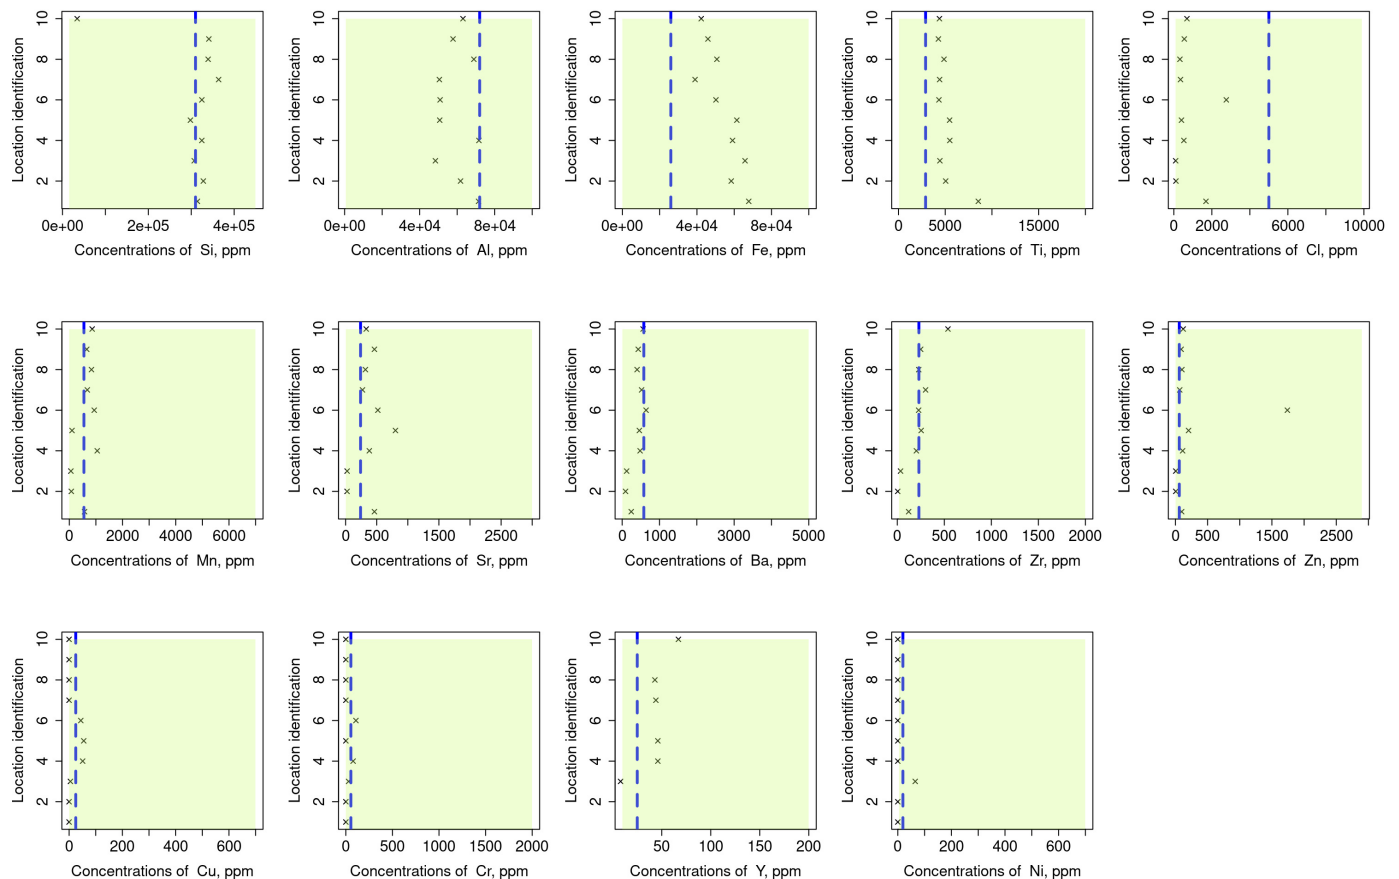 Location identification
2 4 6 8 10
0e+00 2e+05 4e+05
Concentrations of Si, ppm
Location identification
2 4 6 8 10
0e+00 4e+04 8e+04
Concentrations of Al, ppm
Location identification
2 4 6 8 10
0e+00 4e+04 8e+04
Concentrations of Fe, ppm
Location identification
2 4 6 8 10
0 5000 15000
Concentrations of Ti, ppm
Location identification
2 4 6 8 10
0 2000 6000 10000
Concentrations of Cl, ppm
Location identification
2 4 6 8 10
0 2000 4000 6000
Concentrations of Mn, ppm
Location identification
2 4 6 8 10
0 500 1500 2500
Concentrations of Sr, ppm
Location identification
2 4 6 8 10
0 1000 3000 5000
Concentrations of Ba, ppm
Location identification
2 4 6 8 10
0 500 1000 1500 2000
Concentrations of Zr, ppm
Location identification
2 4 6 8 10
0 500 1500 2500
Concentrations of Zn, ppm
Location identification
2 4 6 8 10
0 200 400 600
Concentrations of Cu, ppm
Location identification
2 4 6 8 10
0 500 1000 1500 2000
Concentrations of Cr, ppm
Location identification
2 4 6 8 10
50 100 150 200
Concentrations of Y, ppm
Location identification
2 4 6 8 10
0 200 400 600
Concentrations of Ni, ppm